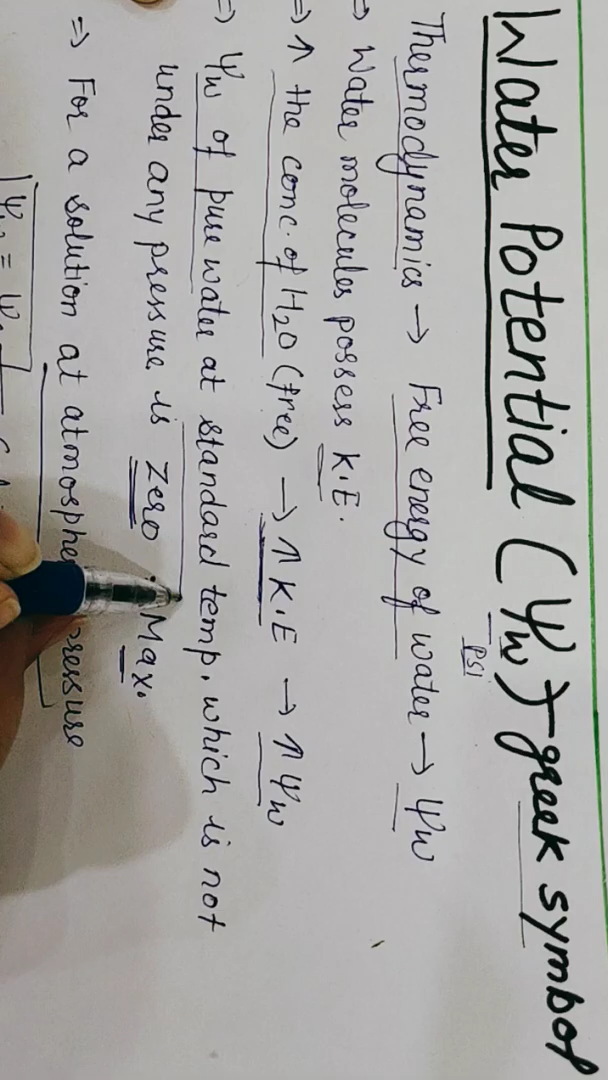 Water Potential (Ψw) - greek symbol
PSI
Thermodynamics → Free energy of water → Ψw
⇒ Water molecules possess K.E.
⇒ ↑ the conc. of H2O (free) → ↑ K.E → ↑ Ψw
⇒ Ψw of pure water at standard temp. which is not
under any pressure is Zero Max.
⇒ For a solution at atmosphe pressure
Ψw =